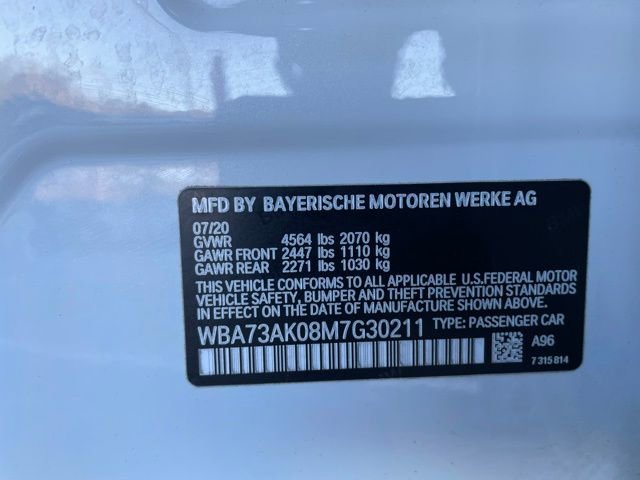 MFD BY BAYERISCHE MOTOREN WERKE AG
07/20
GVWR 4564 lbs 2070 kg
GAWR FRONT 2447 lbs 1110 kg
GAWR REAR 2271 lbs 1030 kg
THIS VEHICLE CONFORMS TO ALL APPLICABLE U.S.FEDERAL MOTOR
VEHICLE SAFETY, BUMPER, AND THEFT PREVENTION STANDARDS
IN EFFECT ON THE DATE OF MANUFACTURE SHOWN ABOVE.
WBA73AK08M7G30211 TYPE: PASSENGER CAR
A96
7315814